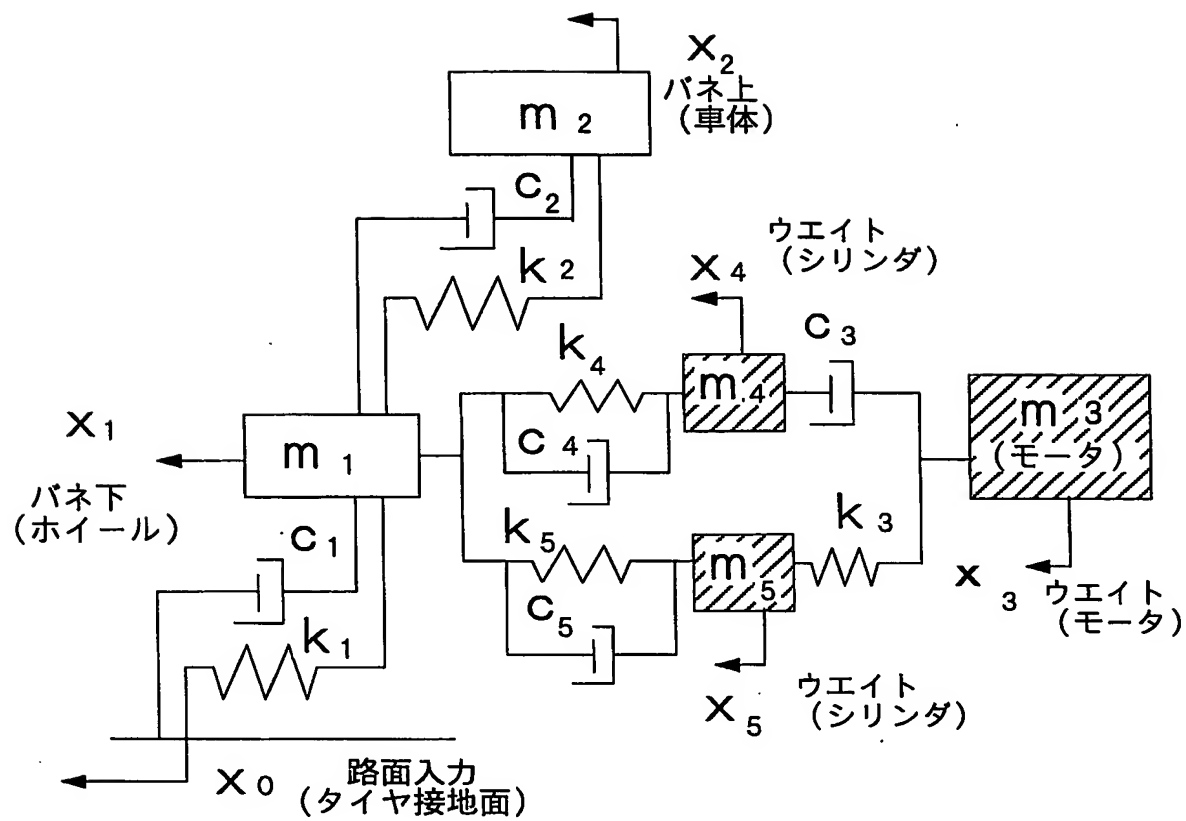 x2
バネ上
(車体)
m2
c2
k2
ウエイト
(シリンダ)
x4
c3
k4
m4
m3
(モータ)
x1
m1
c4
バネ下
(ホイール)
k3
k5
c1
m5
x3
ウエイト
(モータ)
c5
k1
x5
ウエイト
(シリンダ)
x0
路面入力
(タイヤ接地面)